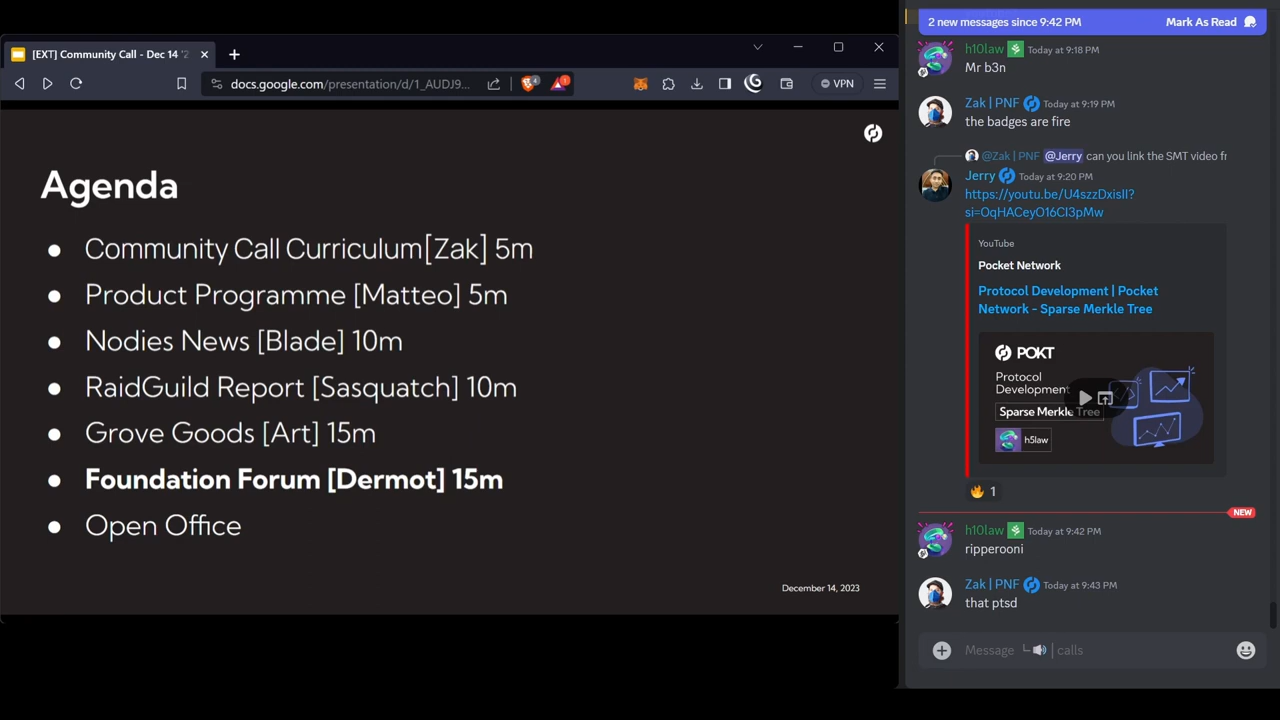 [EXT] Community Call - Dec 14 '2
docs.google.com/presentation/d/1_AUDJ9...
4
1
VPN
Agenda
• Community Call Curriculum[Zak] 5m
• Product Programme [Matteo] 5m
• Nodies News [Blade] 10m
• RaidGuild Report [Sasquatch] 10m
• Grove Goods [Art] 15m
• Foundation Forum [Dermot] 15m
• Open Office
December 14, 2023
2 new messages since 9:42 PM
Mark As Read
h10law Today at 9:18 PM
Mr b3n
Zak | PNF Today at 9:19 PM
the badges are fire
@Zak | PNF @Jerry can you link the SMT video fr
Jerry Today at 9:20 PM
https://youtu.be/U4szzDxisII?
si=OqHACeyO16CI3pMw
YouTube
Pocket Network
Protocol Development | Pocket
Network - Sparse Merkle Tree
POKT
Protocol
Development
Sparse Merkle Tree
h5law
🔥 1
NEW
h10law Today at 9:42 PM
ripperooni
Zak | PNF Today at 9:43 PM
that ptsd
Message calls